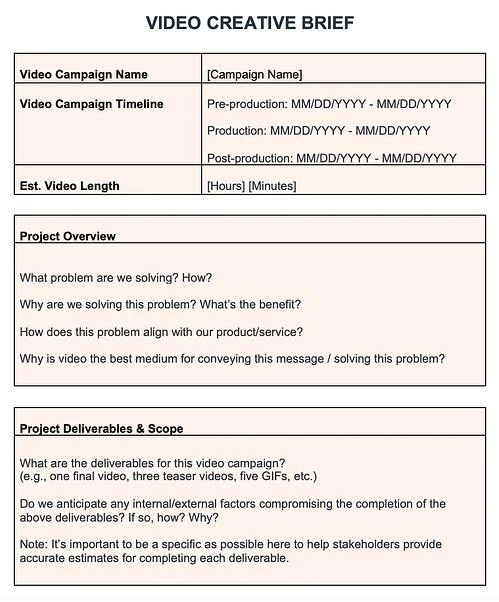 VIDEO CREATIVE BRIEF
Video Campaign Name
[Campaign Name]
Video Campaign Timeline
Pre-production: MM/DD/YYYY - MM/DD/YYYY
Production: MM/DD/YYYY - MM/DD/YYYY
Post-production: MM/DD/YYYY - MM/DD/YYYY
Est. Video Length
[Hours] [Minutes]
Project Overview
What problem are we solving? How?
Why are we solving this problem? What's the benefit?
How does this problem align with our product/service?
Why is video the best medium for conveying this message / solving this problem?
Project Deliverables & Scope
What are the deliverables for this video campaign?
(e.g., one final video, three teaser videos, five GIFs, etc.)
Do we anticipate any internal/external factors compromising the completion of the
above deliverables? If so, how? Why?
Note: It's important to be a specific as possible here to help stakeholders provide
accurate estimates for completing each deliverable.